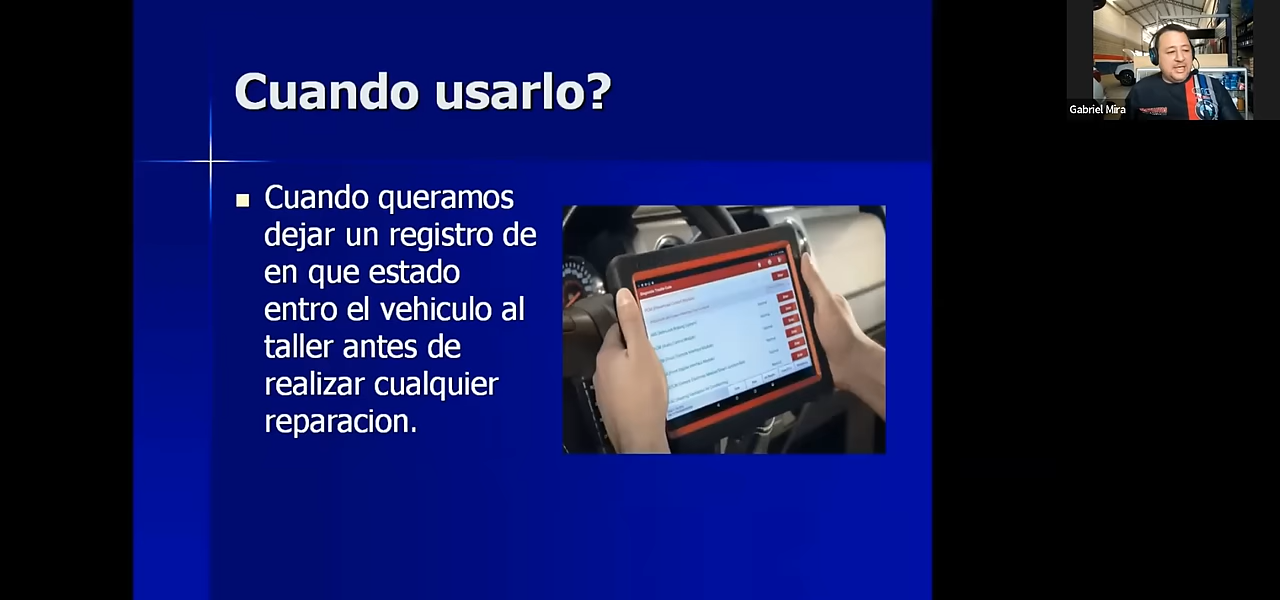 Cuando usarlo?
Cuando queramos
dejar un registro de
en que estado
entro el vehiculo al
taller antes de
realizar cualquier
reparacion.
Gabriel Mira